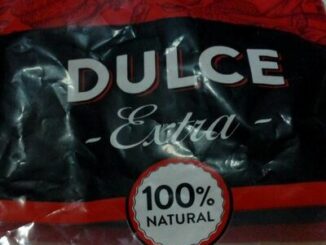 DULCE
- Extra -
100%
NATURAL